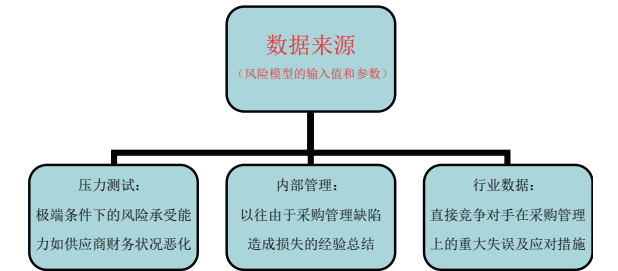 数据来源
（风险模型的输入值和参数）
压力测试：
极端条件下的风险承受能
力如供应商财务状况恶化
内部管理：
以往由于采购管理缺陷
造成损失的经验总结
行业数据：
直接竞争对手在采购管理
上的重大失误及应对措施